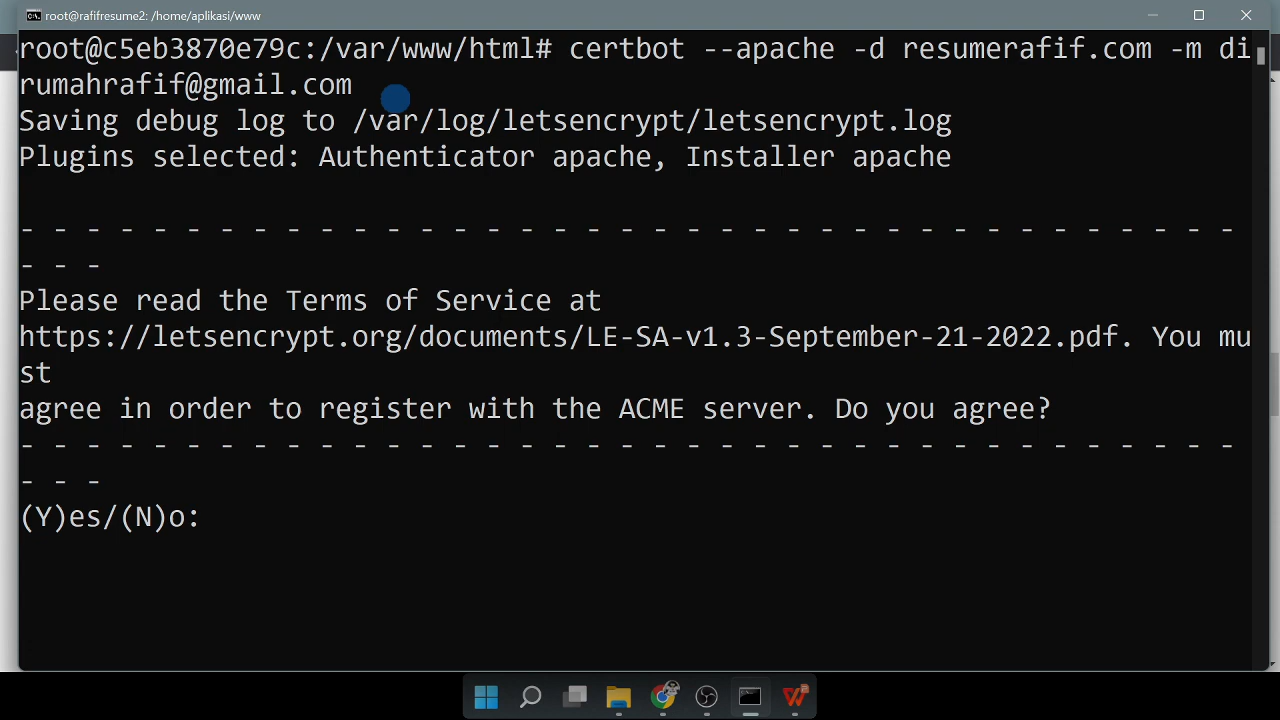 root@rafifresume2: /home/aplikasi/www
root@c5eb3870e79c:/var/www/html# certbot --apache -d resumerafif.com -m di
rumahrafif@gmail.com
Saving debug log to /var/log/letsencrypt/letsencrypt.log
Plugins selected: Authenticator apache, Installer apache
- - - - - - - - - - - - - - - - - - - - - - - - - - - - - - - - - - - - -
- - -
Please read the Terms of Service at
https://letsencrypt.org/documents/LE-SA-v1.3-September-21-2022.pdf. You mu
st
agree in order to register with the ACME server. Do you agree?
- - - - - - - - - - - - - - - - - - - - - - - - - - - - - - - - - - - - -
- - -
(Y)es/(N)o: